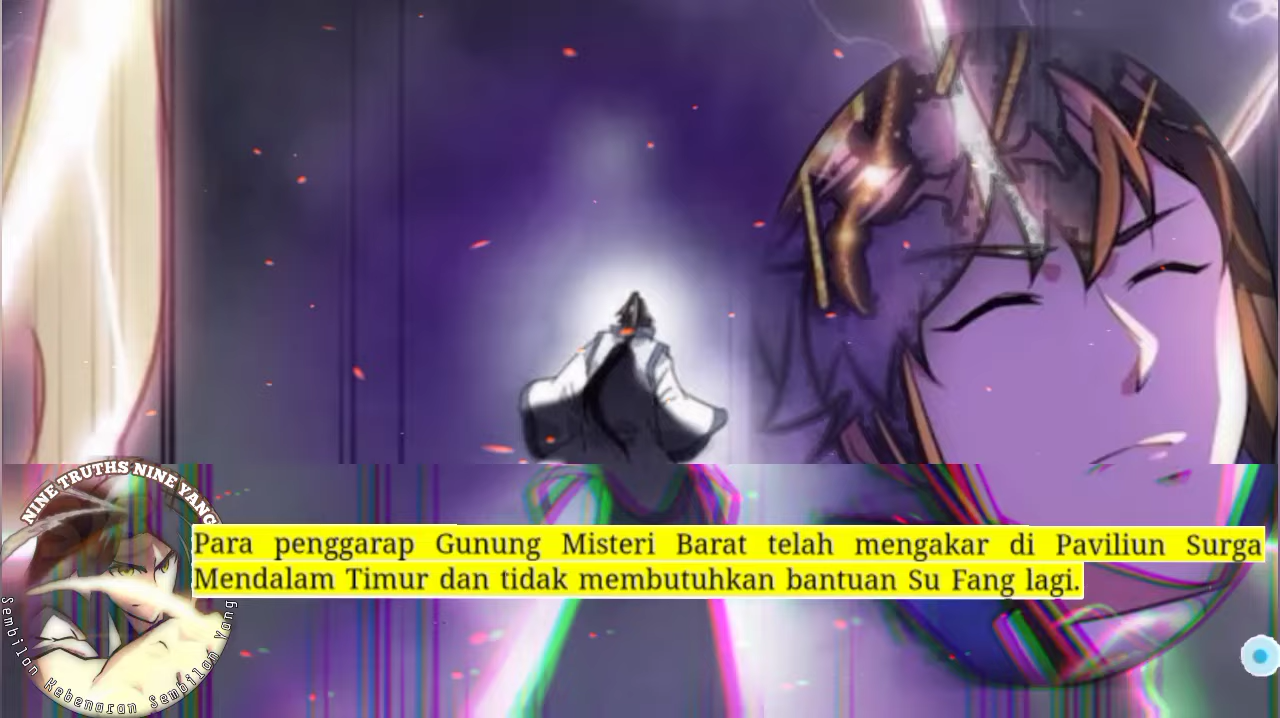 NINE TRUTHS NINE YANG
Para penggarap Gunung Misteri Barat telah mengakar di Paviliun Surga
Mendalam Timur dan tidak membutuhkan bantuan Su Fang lagi.
Sembilan Kebenaran Sembilan Yang